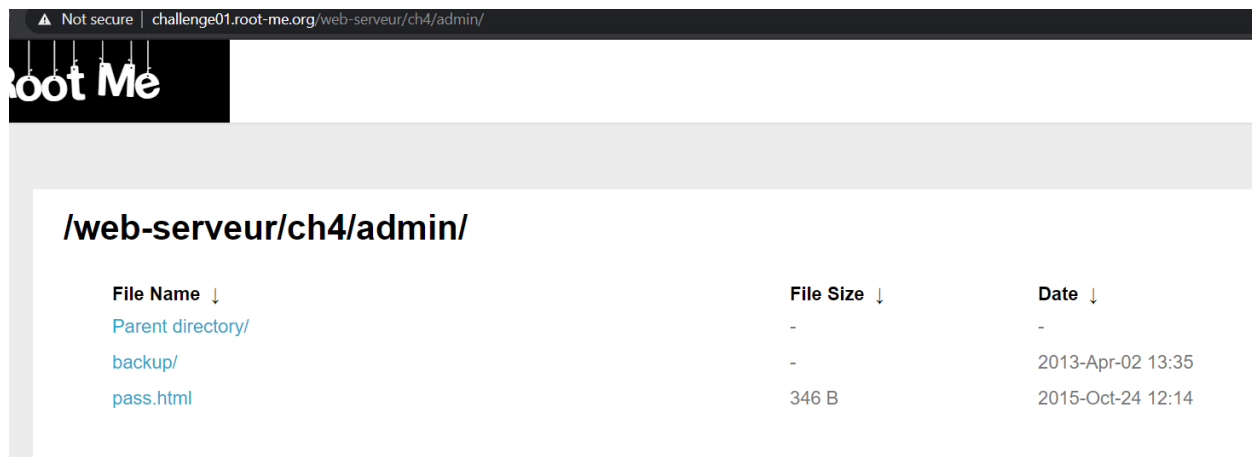 Not secure | challenge01.root-me.org/web-serveur/ch4/admin/
Root Me
/web-serveur/ch4/admin/
File Name ↓ File Size ↓ Date ↓
Parent directory/ - -
backup/ - 2013-Apr-02 13:35
pass.html 346 B 2015-Oct-24 12:14